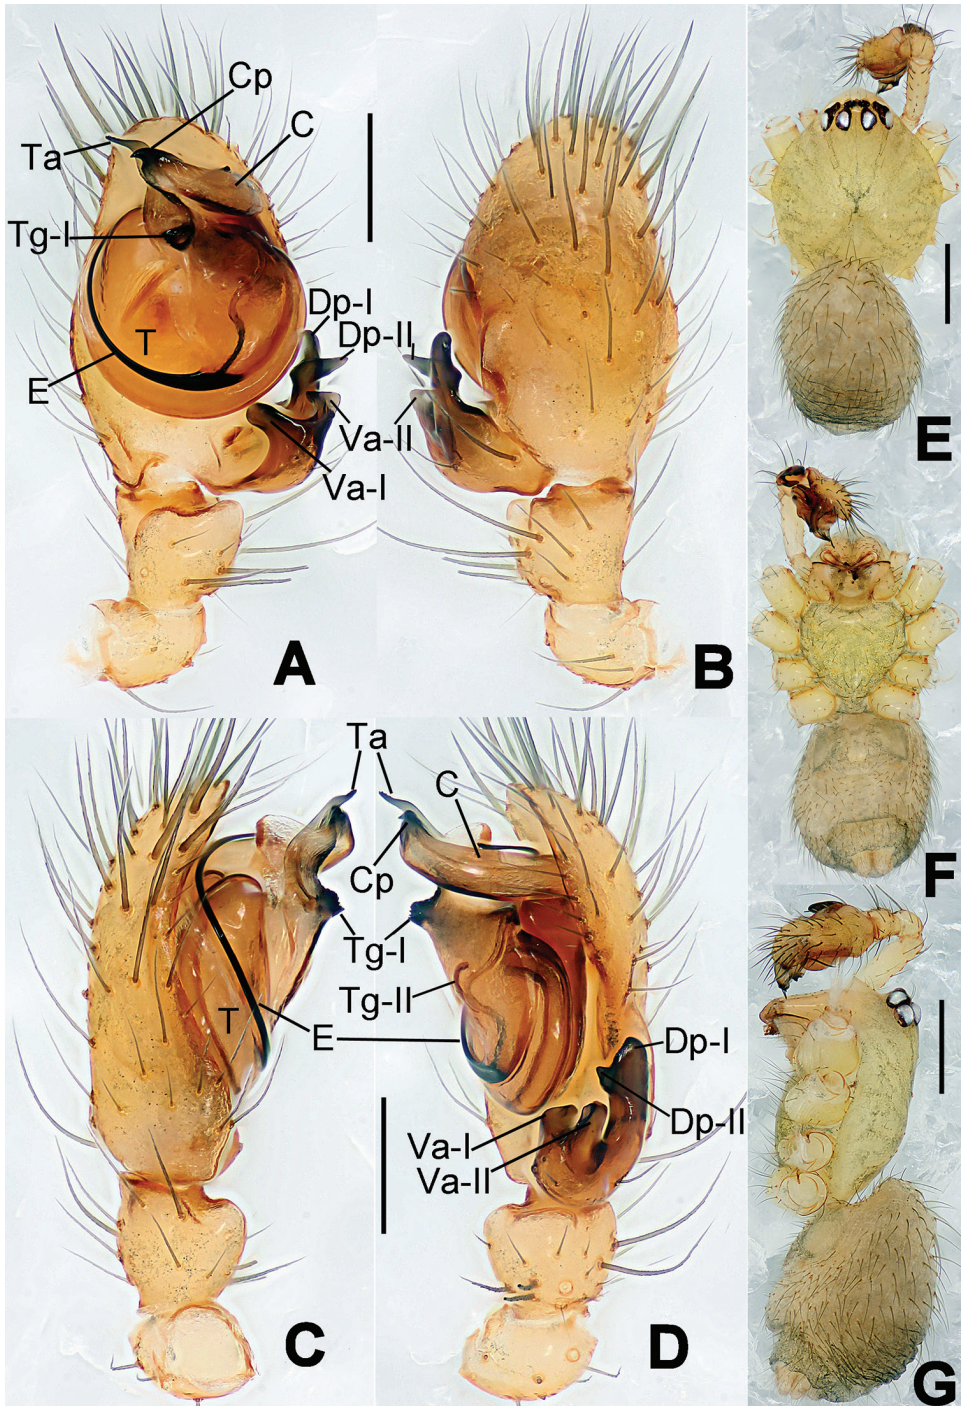 Cp
C
Ta
Tg-I
Dp-I
Dp-II
T
E
Va-II
Va-I
A
B
E
F
Ta
C
Cp
Tg-I
Tg-II
T
E
Dp-I
Dp-II
Va-I
Va-II
C
D
G